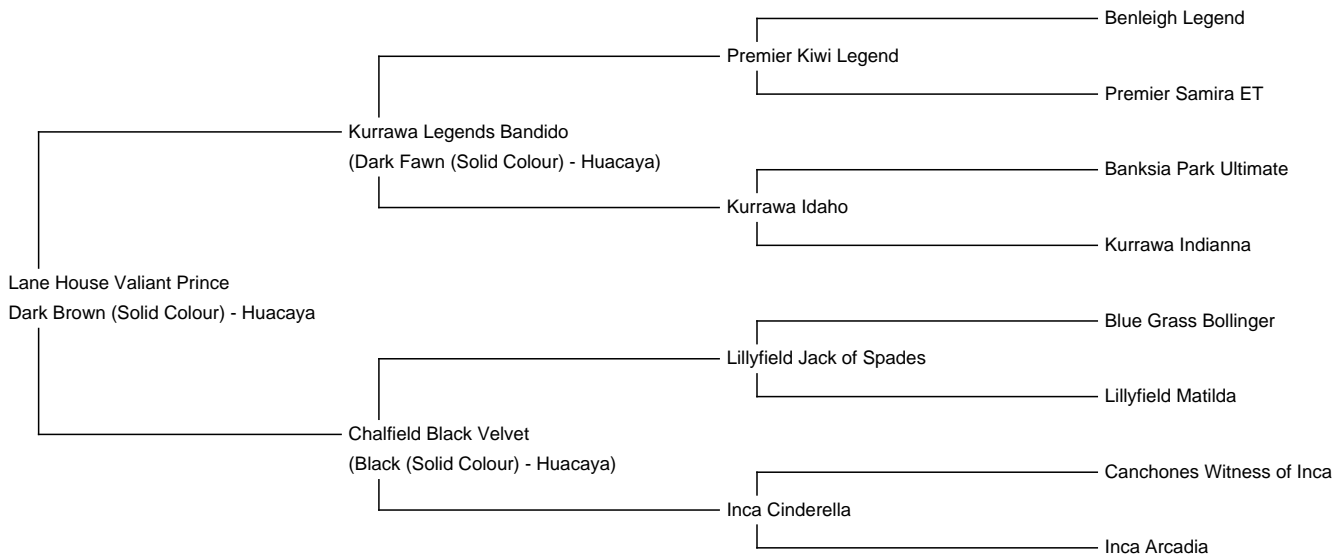 Benleigh Legend
Premier Kiwi Legend
Premier Samira ET
Kurrawa Legends Bandido
(Dark Fawn (Solid Colour) - Huacaya)
Banksia Park Ultimate
Kurrawa Idaho
Kurrawa Indianna
Lane House Valiant Prince
Dark Brown (Solid Colour) - Huacaya
Blue Grass Bollinger
Lillyfield Jack of Spades
Lillyfield Matilda
Chalfield Black Velvet
(Black (Solid Colour) - Huacaya)
Canchones Witness of Inca
Inca Cinderella
Inca Arcadia